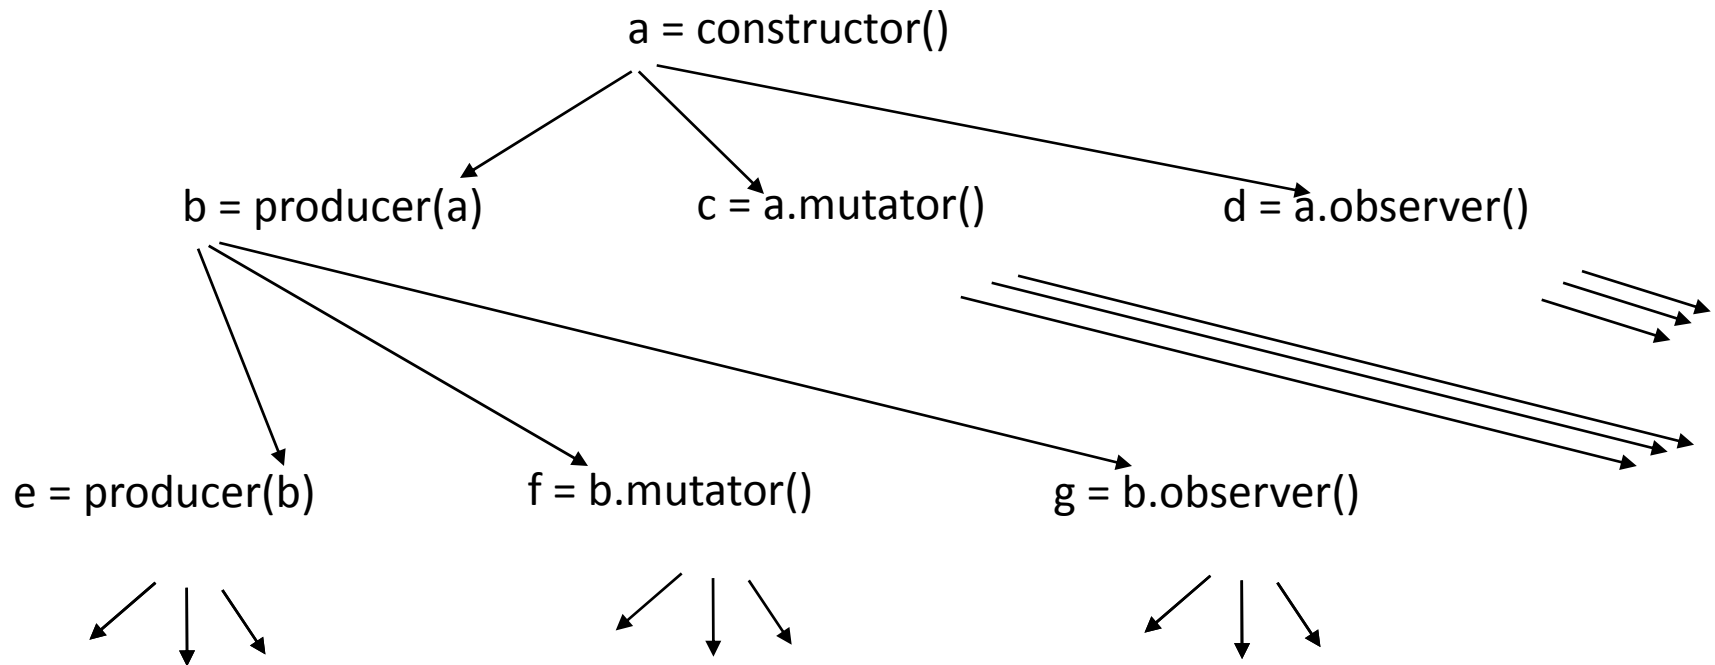 a = constructor()
b = producer(a)
c = a.mutator()
d = a.observer()
e = producer(b)
f = b.mutator()
g = b.observer()